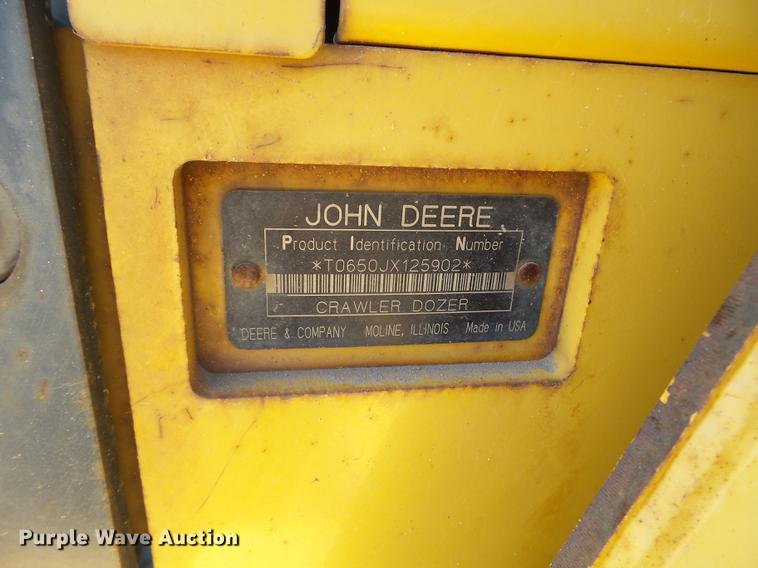 JOHN DEERE
Product Identification Number
*T0650JX125902*
CRAWLER DOZER
DEERE & COMPANY MOLINE, ILLINOIS Made in USA
Purple Wave Auction